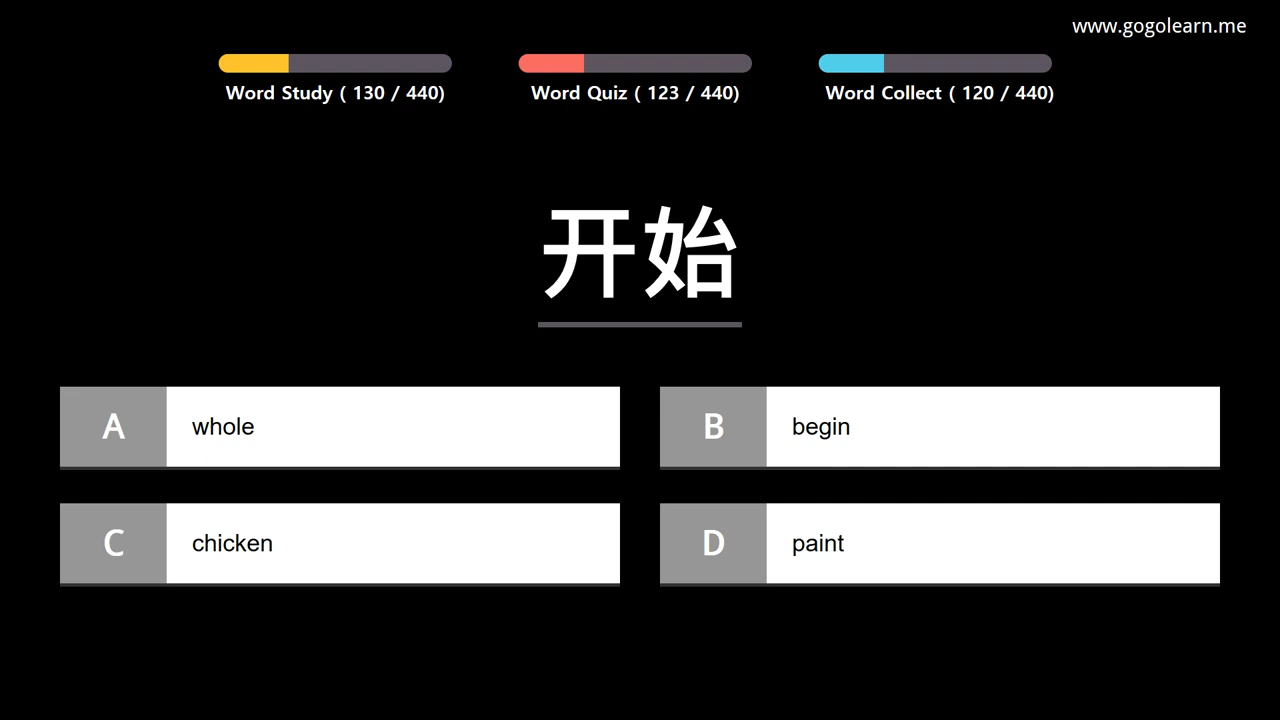 www.gogolearn.me
Word Study ( 130 / 440)
Word Quiz ( 123 / 440)
Word Collect ( 120 / 440)
开始
A
whole
B
begin
C
chicken
D
paint